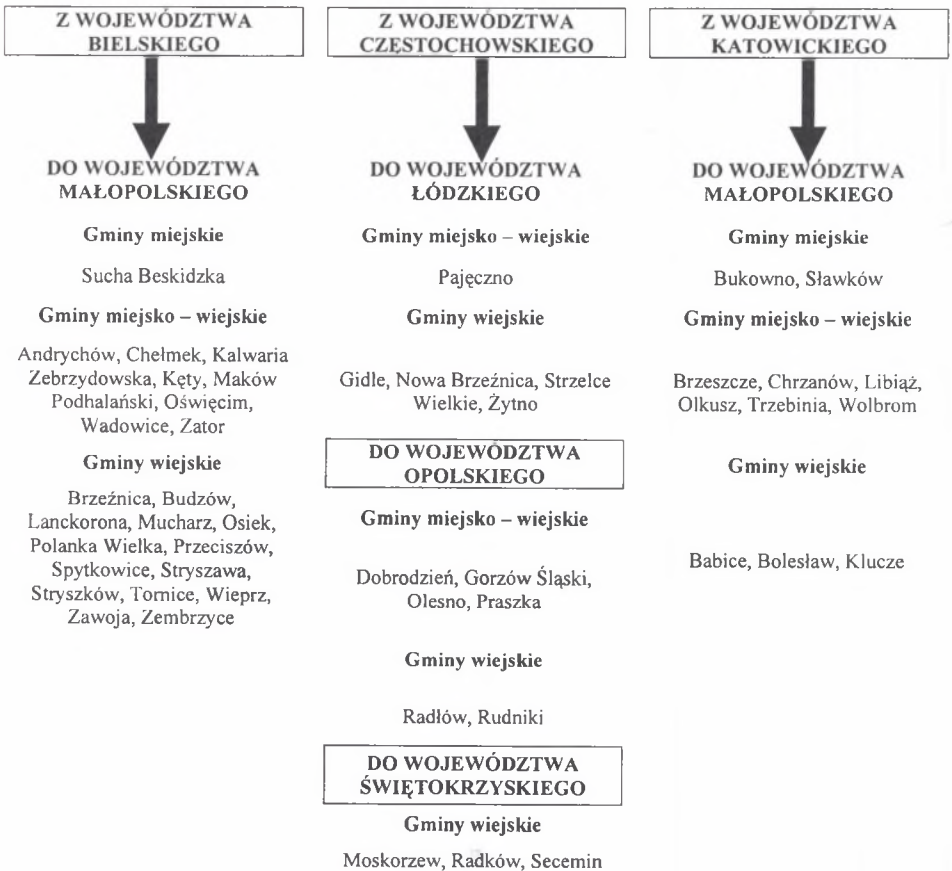 Z WOJEWÓDZTWA
BIELSKIEGO
DO WOJEWÓDZTWA
MAŁOPOLSKIEGO
Gminy miejskie
Sucha Beskidzka
Gminy miejsko – wiejskie
Andrychów, Chełmek, Kalwaria
Zebrzydowska, Kęty, Maków
Podhalański, Oświęcim,
Wadowice, Zator
Gminy wiejskie
Brzeźnica, Budzów,
Lanckorona, Mucharz, Osiek,
Polanka Wielka, Przeciszów,
Spytkowice, Stryszawa,
Stryszków, Tomice, Wieprz,
Zawoja, Zembrzyce
Z WOJEWÓDZTWA
CZĘSTOCHOWSKIEGO
DO WOJEWÓDZTWA
ŁÓDZKIEGO
Gminy miejsko – wiejskie
Pajęczno
Gminy wiejskie
Gidle, Nowa Brzeźnica, Strzelce
Wielkie, Żytno
DO WOJEWÓDZTWA
OPOLSKIEGO
Gminy miejsko – wiejskie
Dobrodzień, Gorzów Śląski,
Olesno, Praszka
Gminy wiejskie
Radłów, Rudniki
DO WOJEWÓDZTWA
ŚWIĘTOKRZYSKIEGO
Gminy wiejskie
Moskorzew, Radków, Secemin
Z WOJEWÓDZTWA
KATOWICKIEGO
DO WOJEWÓDZTWA
MAŁOPOLSKIEGO
Gminy miejskie
Bukowno, Sławków
Gminy miejsko – wiejskie
Brzeszcze, Chrzanów, Libiąż,
Olkusz, Trzebinia, Wolbrom
Gminy wiejskie
Babice, Bolesław, Klucze